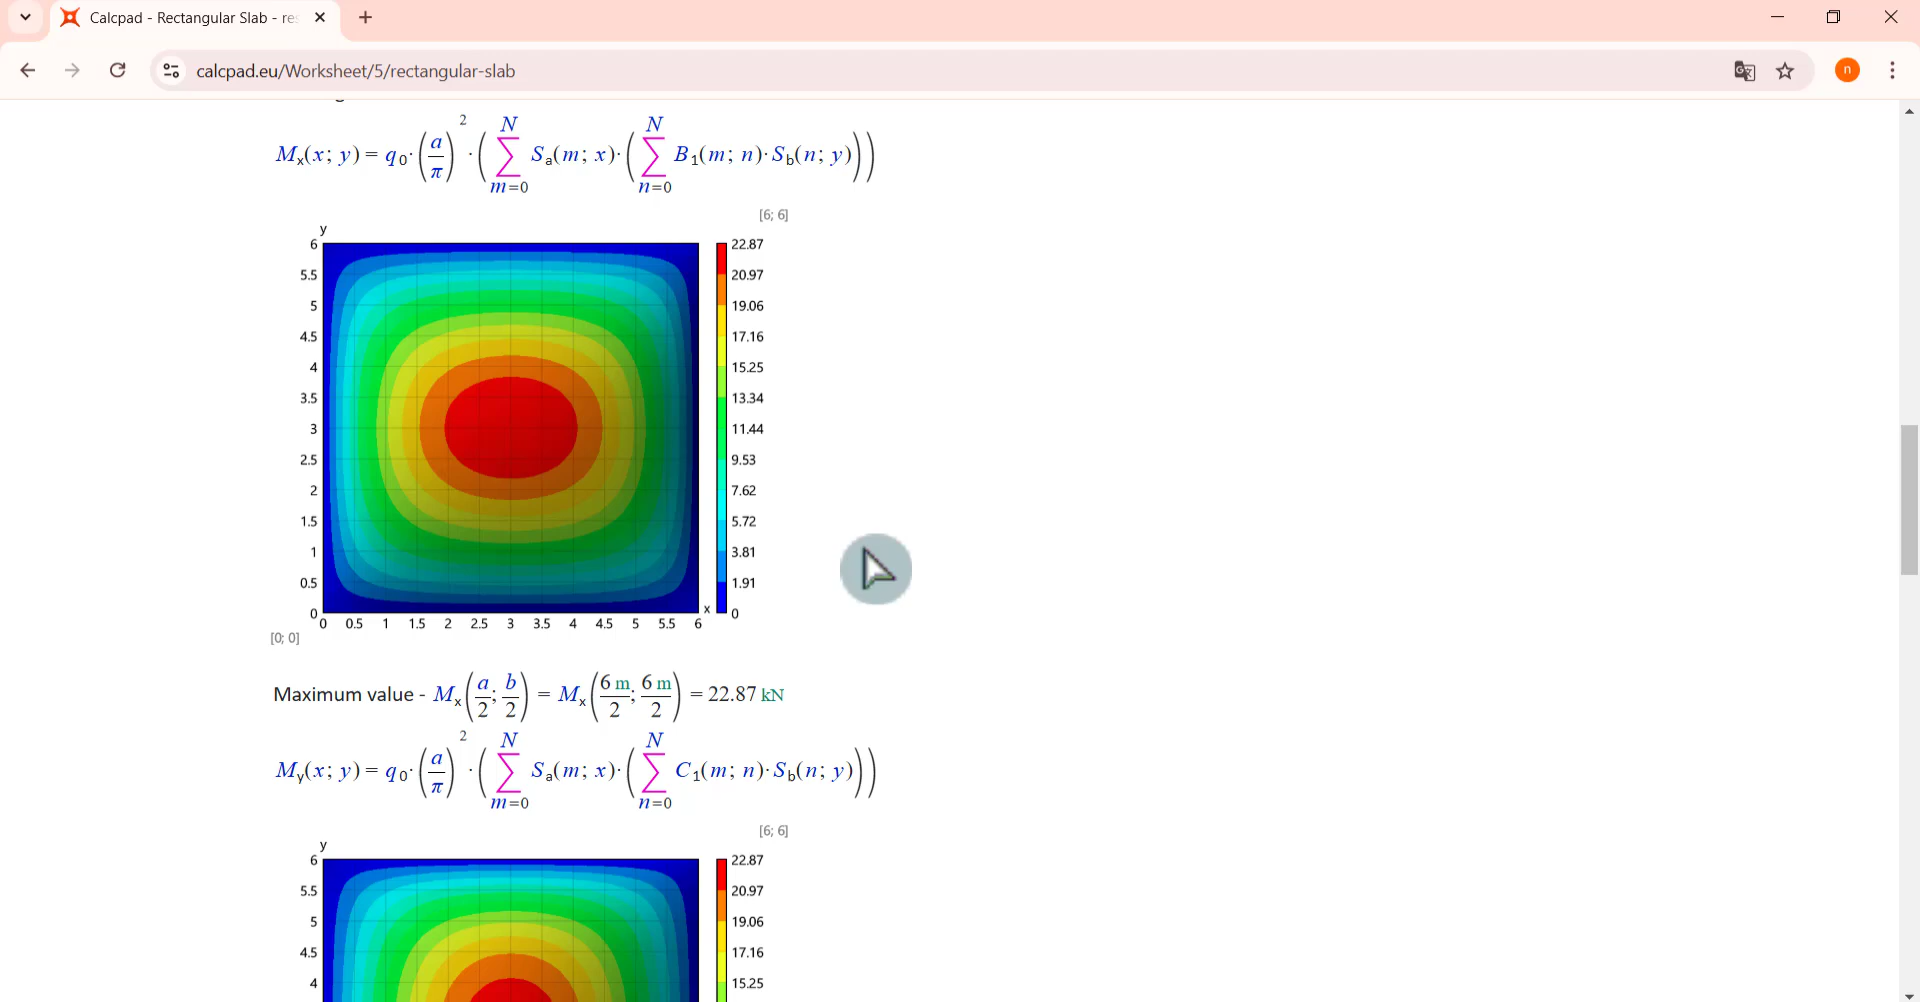 Calcpad - Rectangular Slab - res
calcpad.eu/Worksheet/5/rectangular-slab
n
Mx(x; y) = q0·(a/π)^2·(∑_{m=0}^{N} Sa(m; x)·(∑_{n=0}^{N} B1(m; n)·Sb(n; y)))
[6; 6]
y
6 22.87
5.5 20.97
5 19.06
4.5 17.16
4 15.25
3.5 13.34
3 11.44
2.5 9.53
2 7.62
1.5 5.72
1 3.81
0.5 1.91
0 x 0
0 0.5 1 1.5 2 2.5 3 3.5 4 4.5 5 5.5 6
[0; 0]
Maximum value - Mx(a/2; b/2) = Mx(6 m/2; 6 m/2) = 22.87 kN
My(x; y) = q0·(a/π)^2·(∑_{m=0}^{N} Sa(m; x)·(∑_{n=0}^{N} C1(m; n)·Sb(n; y)))
[6; 6]
y
6 22.87
5.5 20.97
5 19.06
4.5 17.16
4 15.25